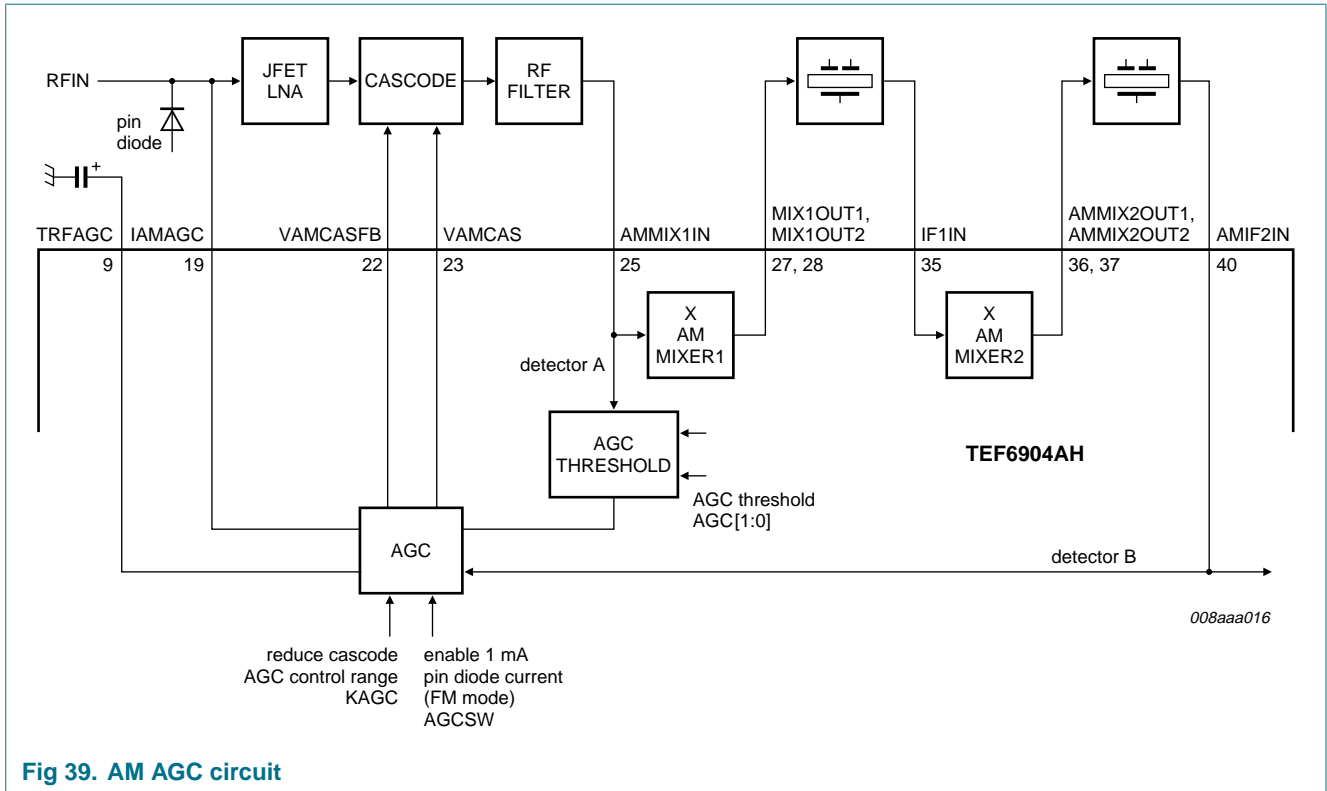 RFIN
pin
diode
+
JFET
LNA
CASCODE
RF
FILTER
TRFAGC
IAMAGC
VAMCASFB
VAMCAS
AMMIX1IN
MIX1OUT1,
MIX1OUT2
IF1IN
AMMIX2OUT1,
AMMIX2OUT2
AMIF2IN
9
19
22
23
25
27, 28
35
36, 37
40
X
AM
MIXER1
X
AM
MIXER2
detector A
AGC
THRESHOLD
TEF6904AH
AGC threshold
AGC[1:0]
AGC
detector B
008aaa016
reduce cascode
AGC control range
KAGC
enable 1 mA
pin diode current
(FM mode)
AGCSW
Fig 39. AM AGC circuit